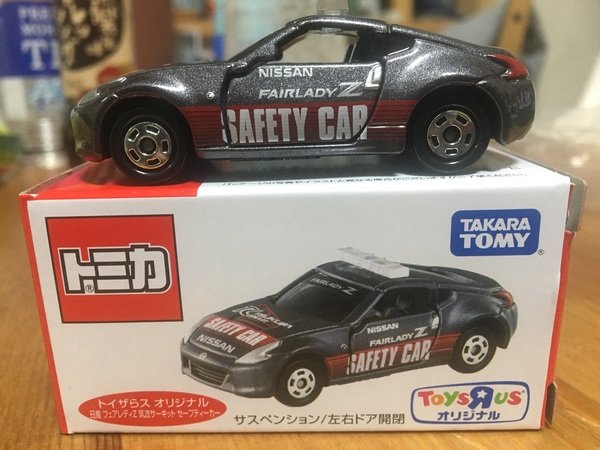 NISSAN
FAIRLADY Z
SAFETY CAR
トミカ
®
TAKARA
TOMY
FAIRLADY Z
NISSAN
FAIRLADY Z
SAFETY CAR
SAFETY CAR
NISSAN
トイザらス オリジナル
日産 フェアレディZ 筑波サーキット セーフティーカー
サスペンション/左右ドア開閉
ToysЯus
オリジナル